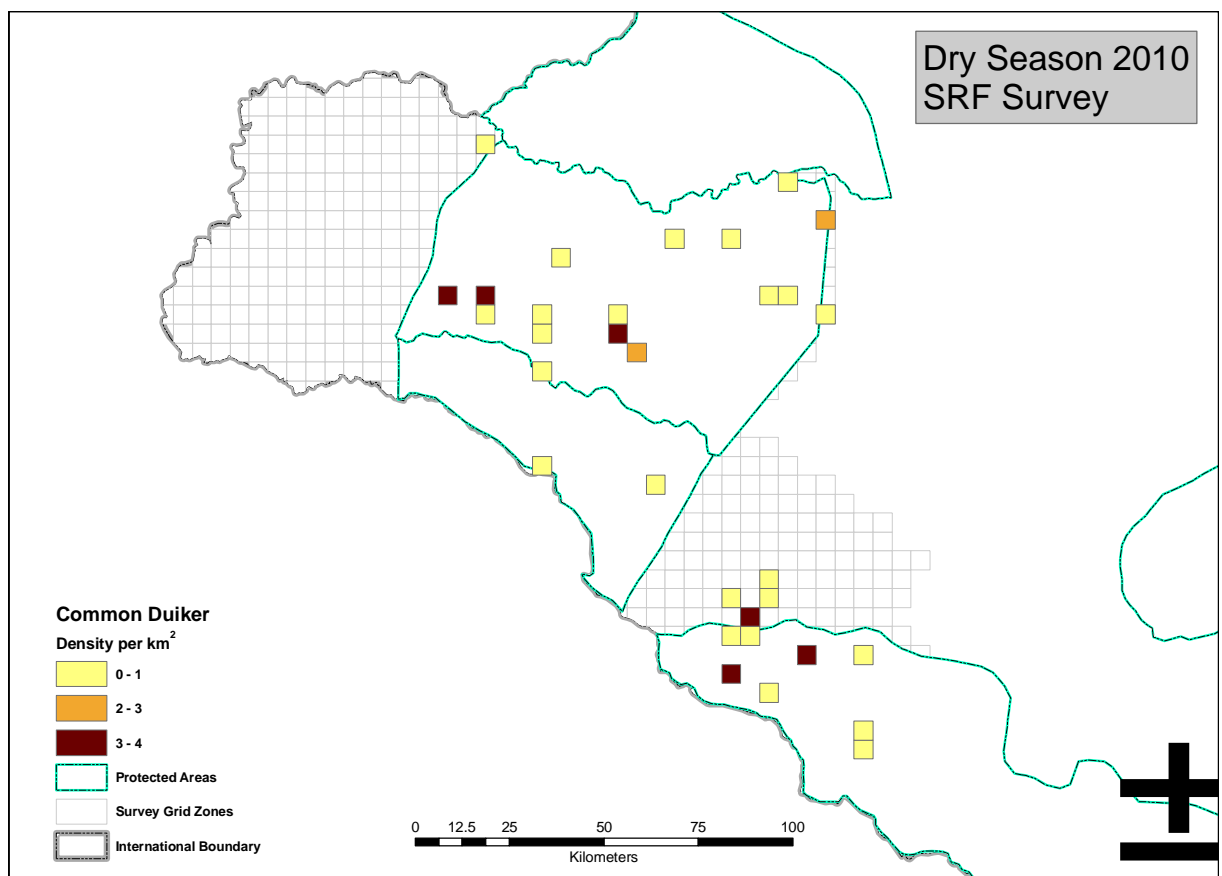 Dry Season 2010
SRF Survey
Common Duiker
Density per km²
0 - 1
2 - 3
3 - 4
Protected Areas
Survey Grid Zones
International Boundary
0 12.5 25 50 75 100
Kilometers